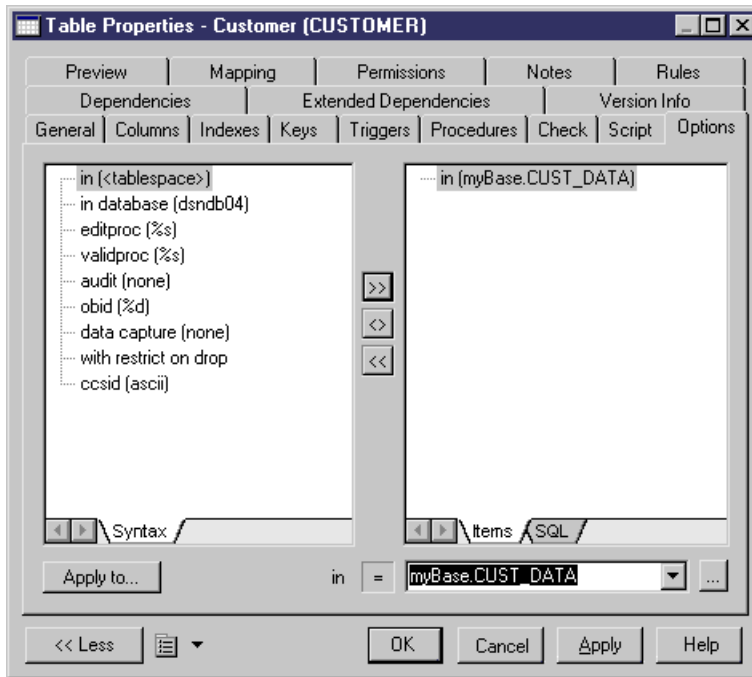 Table Properties - Customer (CUSTOMER)
Preview Mapping Permissions Notes Rules
Dependencies Extended Dependencies Version Info
General Columns Indexes Keys Triggers Procedures Check Script Options
in (<tablespace>)
in database (dsndb04)
editproc (%s)
validproc (%s)
audit (none)
obid (%d)
data capture (none)
with restrict on drop
ccsid (ascii)
Syntax
>>
<>
<<
in (myBase.CUST_DATA)
Items SQL
Apply to... in = myBase.CUST_DATA ...
<< Less OK Cancel Apply Help